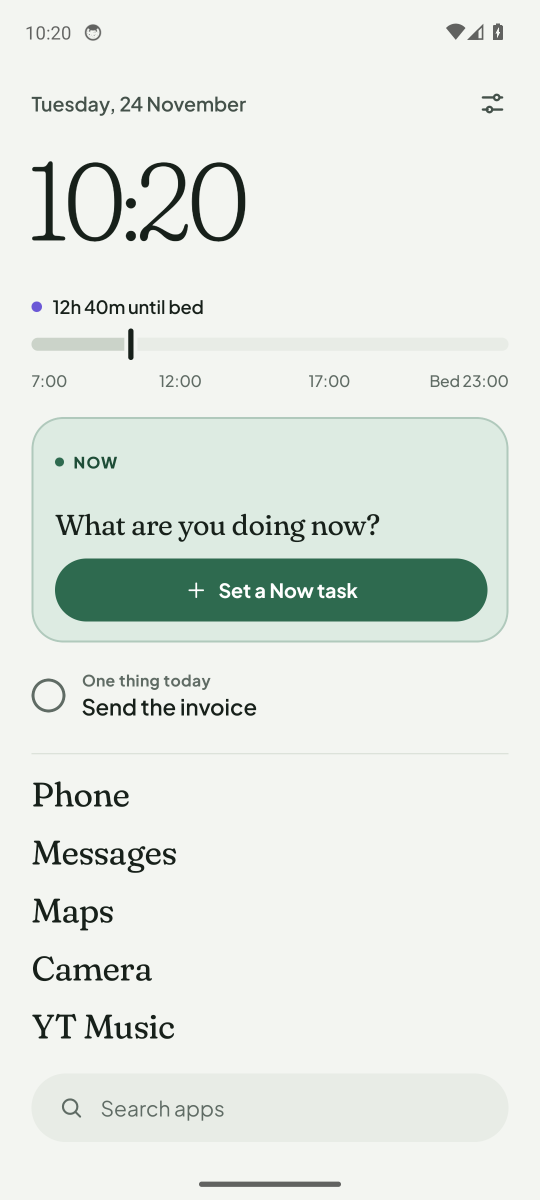 10:20
Tuesday, 24 November
10:20
12h 40m until bed
7:00 12:00 17:00 Bed 23:00
NOW
What are you doing now?
+ Set a Now task
One thing today
Send the invoice
Phone
Messages
Maps
Camera
YT Music
Search apps